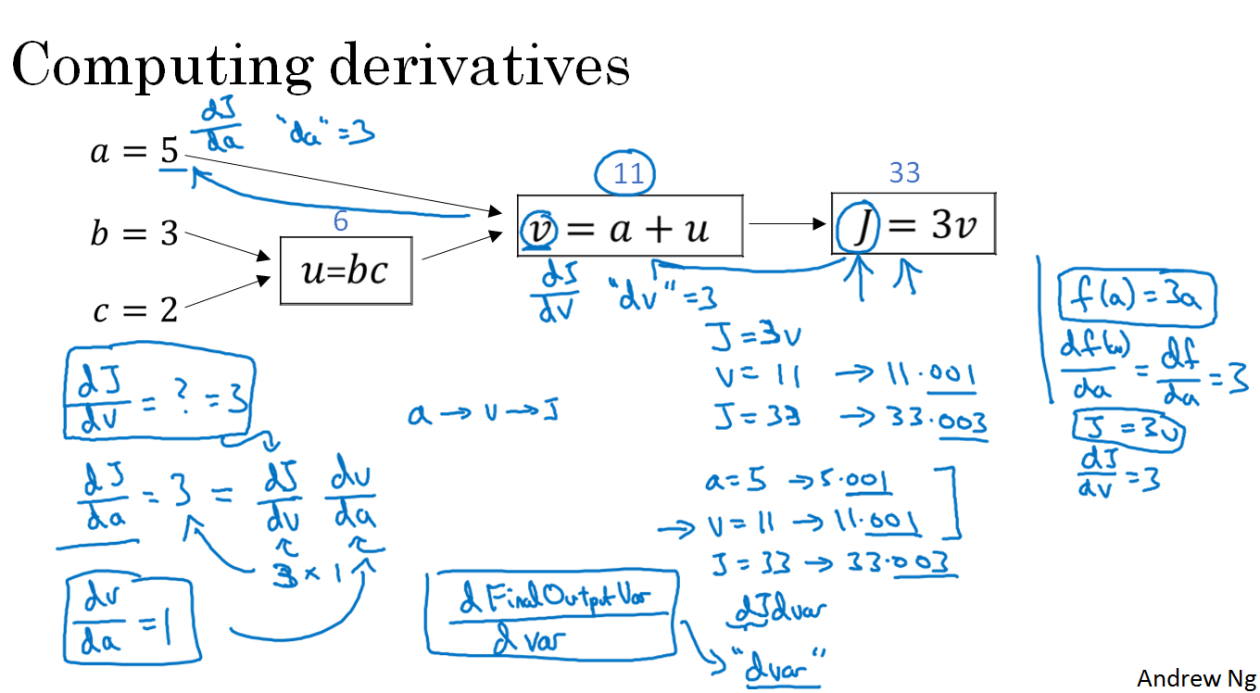 Computing derivatives
a = 5
dJ/da "da" = 3
b = 3
c = 2
6
u=bc
11
v = a + u
33
J = 3v
dJ/dv "dv" = 3
J = 3v
v = 11 → 11.001
J = 33 → 33.003
f(a) = 3a
df(a)/da = df/da = 3
J = 3v
dJ/dv = 3
dJ/dv = ? = 3
a → v → J
dJ/da = 3 = dJ/dv dv/da
3 × 1
dv/da = 1
a = 5 → 5.001
→ v = 11 → 11.001
J = 33 → 33.003
dFinalOutputVar/dvar
dJdvar
"dvar"
Andrew Ng